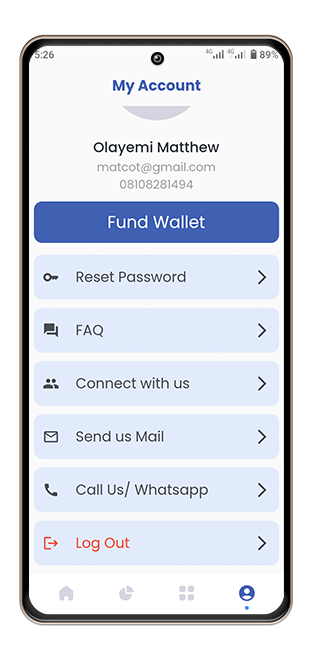 5:26
4G 4G 89%
My Account
Olayemi Matthew
matcot@gmail.com
08108281494
Fund Wallet
Reset Password
FAQ
Connect with us
Send us Mail
Call Us/ Whatsapp
Log Out